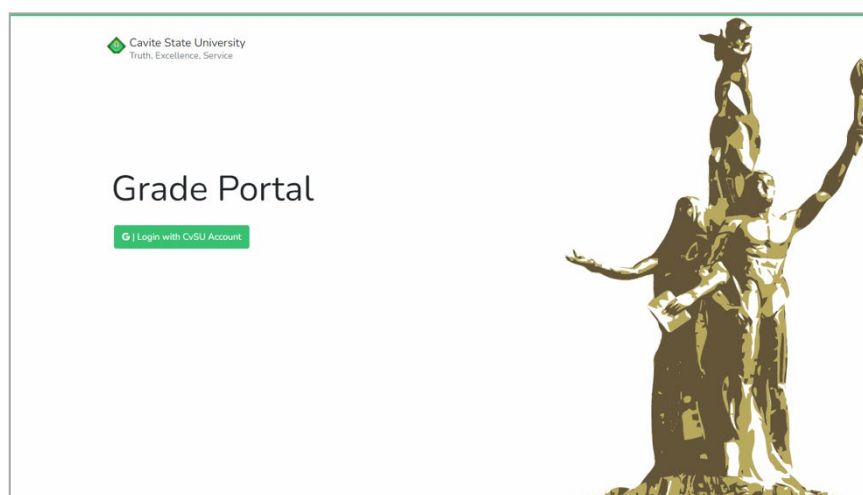 Cavite State University
Truth, Excellence, Service
Grade Portal
G | Login with CvSU Account